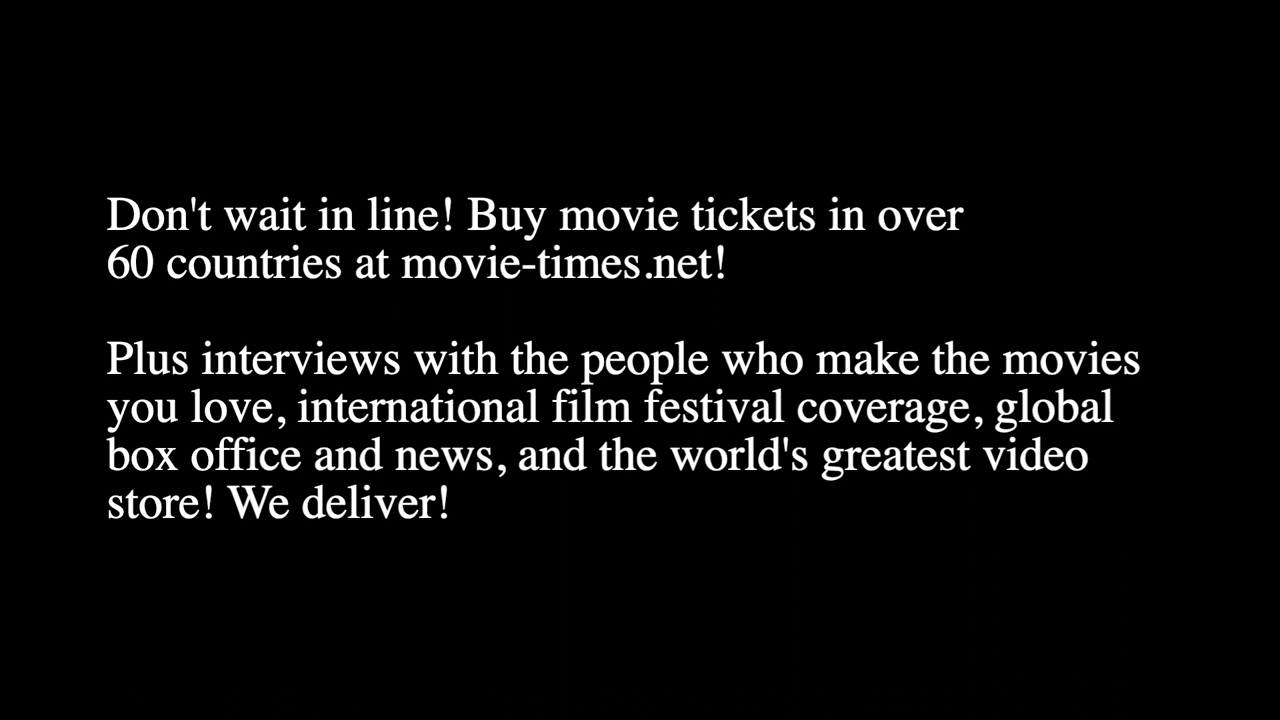 Don't wait in line! Buy movie tickets in over
60 countries at movie-times.net!
Plus interviews with the people who make the movies
you love, international film festival coverage, global
box office and news, and the world's greatest video
store! We deliver!